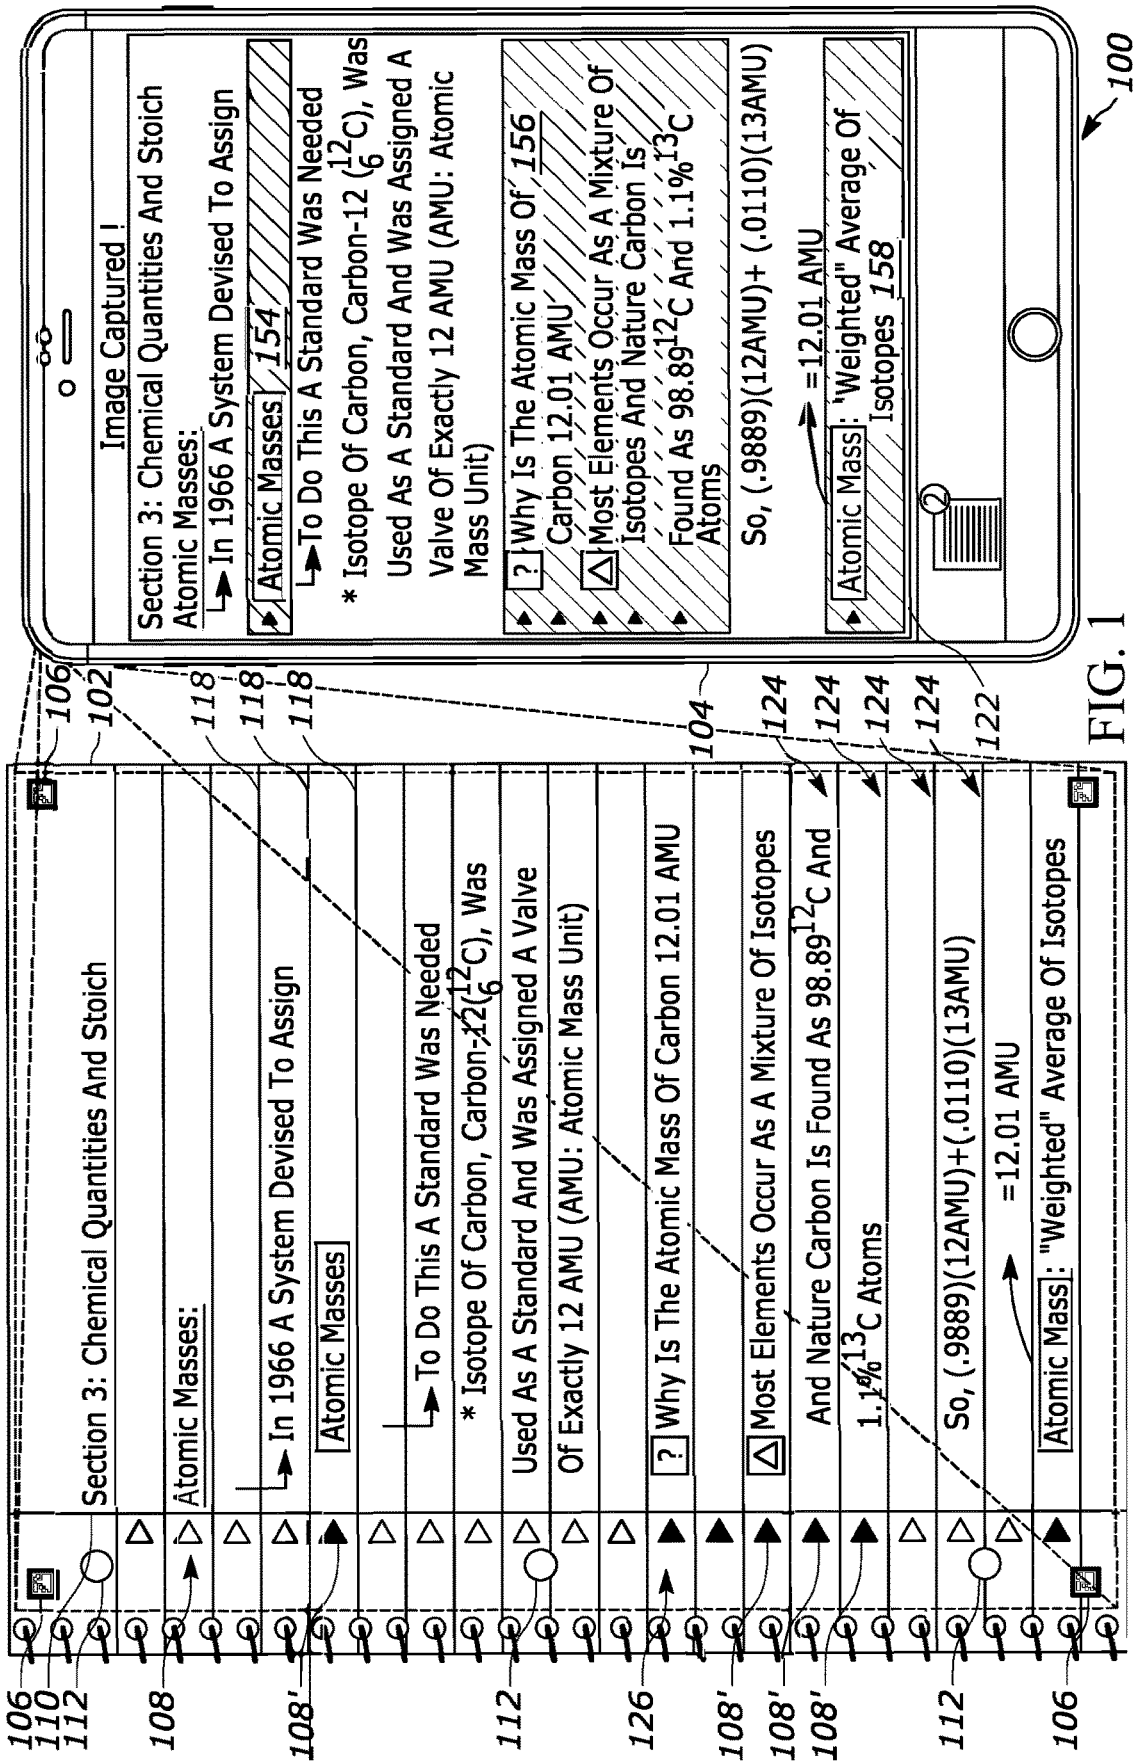 106
110
112
108
108'
112
126
108'
108'
108'
112
106
Section 3: Chemical Quantities And Stoich
Atomic Masses:
In 1966 A System Devised To Assign
Atomic Masses
To Do This A Standard Was Needed
* Isotope Of Carbon, Carbon-12(12 6 C), Was
Used As A Standard And Was Assigned A Valve
Of Exactly 12 AMU (AMU: Atomic Mass Unit)
? Why Is The Atomic Mass Of Carbon 12.01 AMU
Most Elements Occur As A Mixture Of Isotopes
And Nature Carbon Is Found As 98.89 12C And
1.1% 13C Atoms
So, (.9889)(12AMU)+(.0110)(13AMU)
=12.01 AMU
Atomic Mass: "Weighted" Average Of Isotopes
106
102
118
118
118
104
124
124
124
124
122
Image Captured !
Section 3: Chemical Quantities And Stoich
Atomic Masses:
In 1966 A System Devised To Assign
Atomic Masses 154
To Do This A Standard Was Needed
* Isotope Of Carbon, Carbon-12 (12 6 C), Was
Used As A Standard And Was Assigned A
Valve Of Exactly 12 AMU (AMU: Atomic
Mass Unit)
? Why Is The Atomic Mass Of 156
Carbon 12.01 AMU
Most Elements Occur As A Mixture Of
Isotopes And Nature Carbon Is
Found As 98.89 12C And 1.1% 13C
Atoms
So, (.9889)(12AMU)+ (.0110)(13AMU)
=12.01 AMU
Atomic Mass: "Weighted" Average Of
Isotopes 158
2
100
FIG. 1